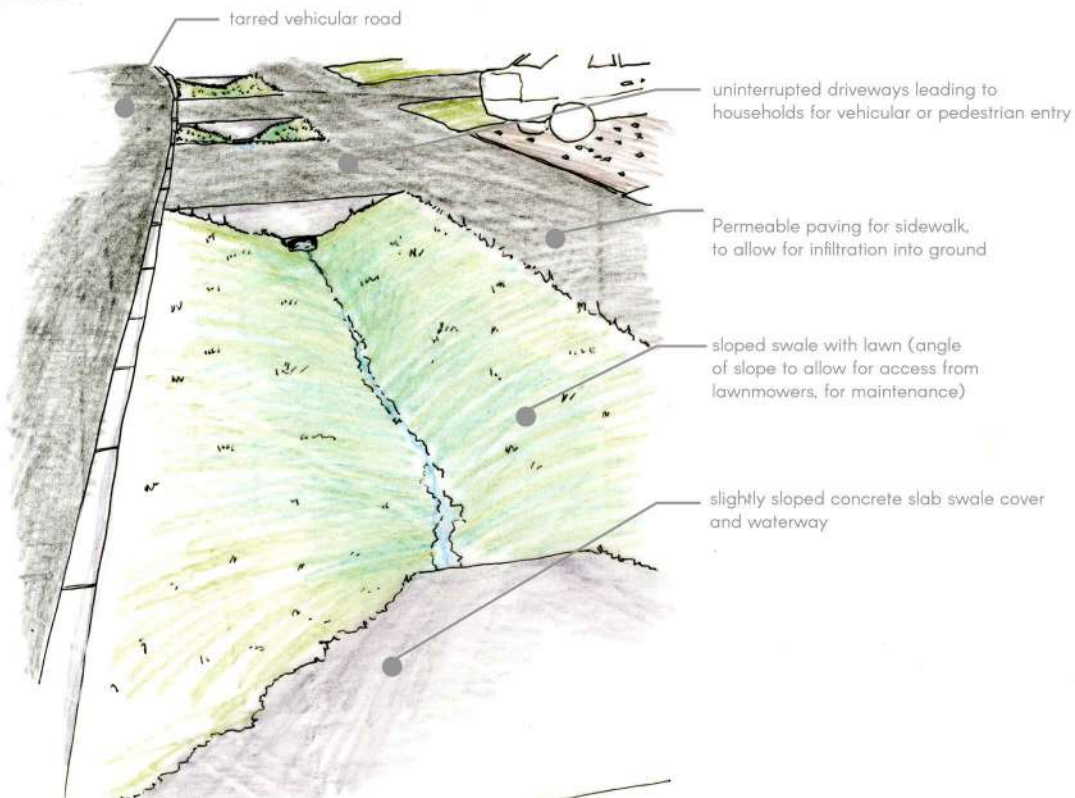 tarred vehicular road
uninterrupted driveways leading to
households for vehicular or pedestrian entry
Permeable paving for sidewalk,
to allow for infiltration into ground
sloped swale with lawn (angle
of slope to allow for access from
lawnmowers, for maintenance)
slightly sloped concrete slab swale cover
and waterway